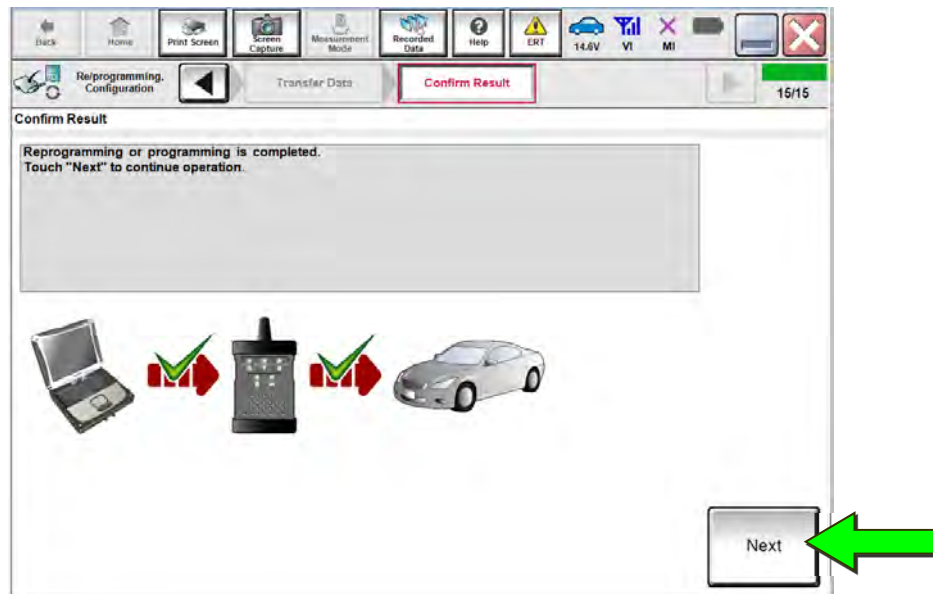 Back
Home
Print Screen
Screen
Capture
Measurement
Mode
Recorded
Data
Help
ERT
14.6V
VI
MI
Re/programming,
Configuration
Transfer Data
Confirm Result
15/15
Confirm Result
Reprogramming or programming is completed.
Touch "Next" to continue operation.
Next